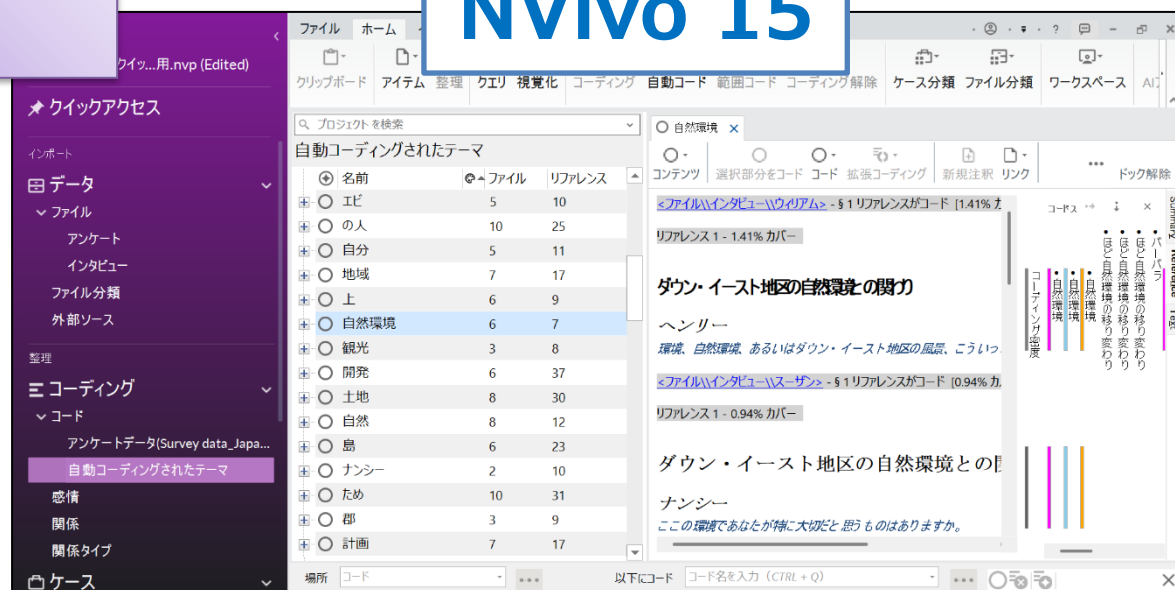 NVivo 15
ファイル ホーム
クイッ...用.nvp (Edited)
クリップボード アイテム 整理 クエリ 視覚化 コーディング 自動コード 範囲コード コーディング解除 ケース分類 ファイル分類 ワークスペース
クイックアクセス
インポート
データ
ファイル
アンケート
インタビュー
ファイル分類
外部ソース
整理
コーディング
コード
アンケートデータ(Survey data_Japa...
自動コーディングされたテーマ
感情
関係
関係タイプ
ケース
プロジェクトを検索
自動コーディングされたテーマ
名前 ファイル リファレンス
エビ 5 10
の人 10 25
自分 5 11
地域 7 17
上 6 9
自然環境 6 7
観光 3 8
開発 6 37
土地 8 30
自然 8 12
島 6 23
ナンシー 2 10
ため 10 31
郡 3 9
計画 7 17
自然環境
コンテンツ 選択部分をコード コード 拡張コーディング 新規注釈 リンク ... ドック解除
<ファイル\\インタビュー\\ウィリアム> - § 1 リファレンスがコード [1.41% カ
リファレンス 1 - 1.41% カバー
ダウン・イースト地区の自然環境との関わり
ヘンリー
環境、自然環境、あるいはダウン・イースト地区の風景、こういっ
<ファイル\\インタビュー\\スーザン> - § 1 リファレンスがコード [0.94% カ
リファレンス 1 - 0.94% カバー
ダウン・イースト地区の自然環境との
ナンシー
ここの環境であなたが特に大切だと思うものはありますか。
コードス
バーバラ
ほど自然環境の移り変わり
ほど自然環境の移り変わり
自然環境
自然環境
コーディング密度
Summary
Reference
場所 コード ... 以下にコード コード名を入力 (CTRL + Q) ...